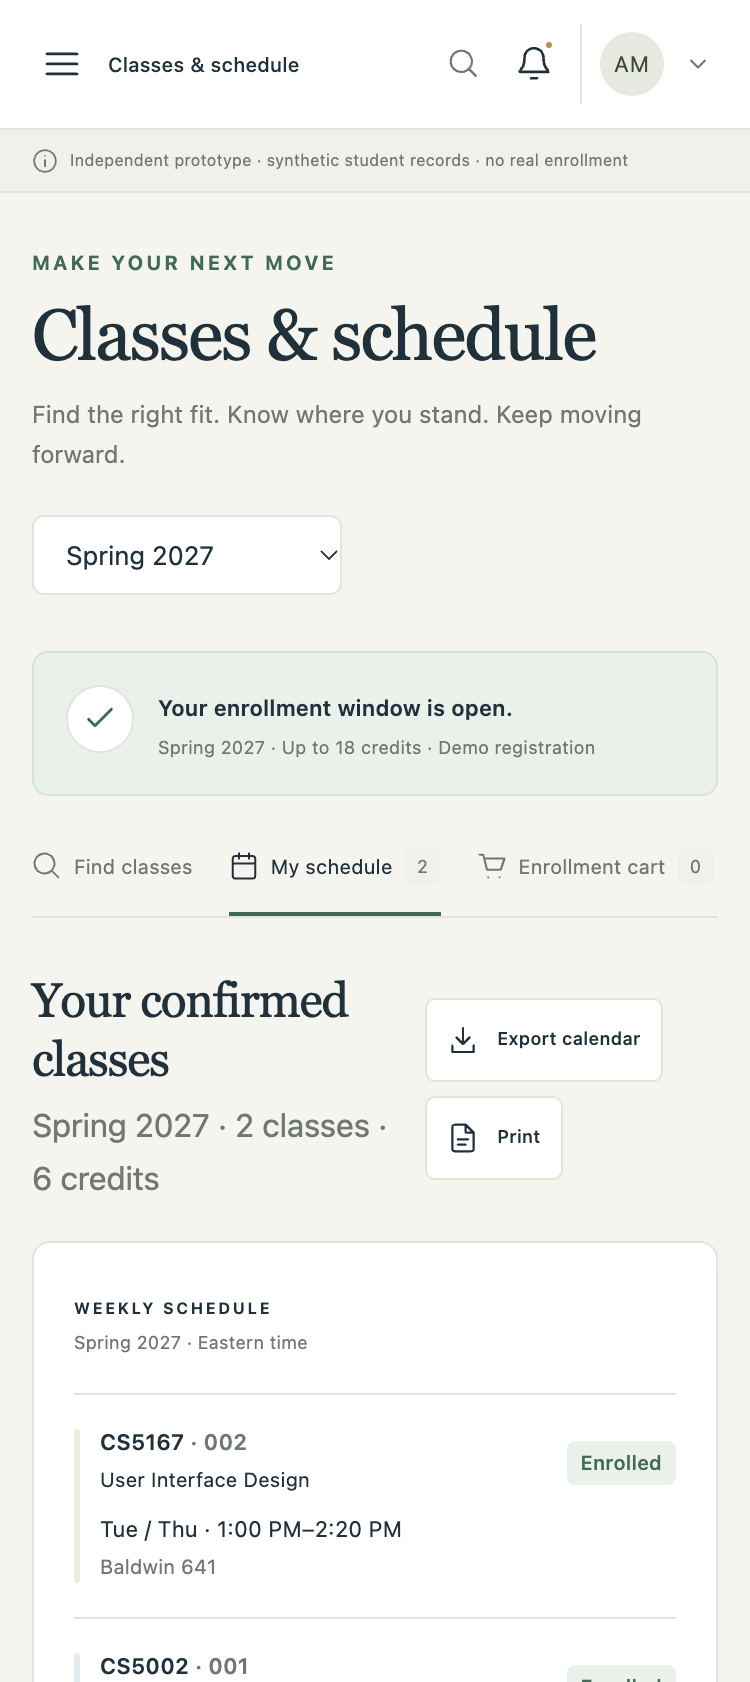 Classes & schedule
AM
Independent prototype · synthetic student records · no real enrollment
MAKE YOUR NEXT MOVE
Classes & schedule
Find the right fit. Know where you stand. Keep moving
forward.
Spring 2027
Your enrollment window is open.
Spring 2027 · Up to 18 credits · Demo registration
Find classes
My schedule 2
Enrollment cart 0
Your confirmed
classes
Export calendar
Print
Spring 2027 · 2 classes ·
6 credits
WEEKLY SCHEDULE
Spring 2027 · Eastern time
CS5167 · 002
Enrolled
User Interface Design
Tue / Thu · 1:00 PM–2:20 PM
Baldwin 641
CS5002 · 001